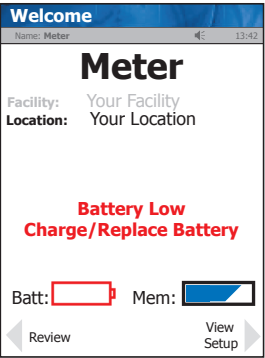 Welcome
Name: Meter 13:42
Meter
Facility: Your Facility
Location: Your Location
Battery Low
Charge/Replace Battery
Batt: Mem:
Review View
Setup